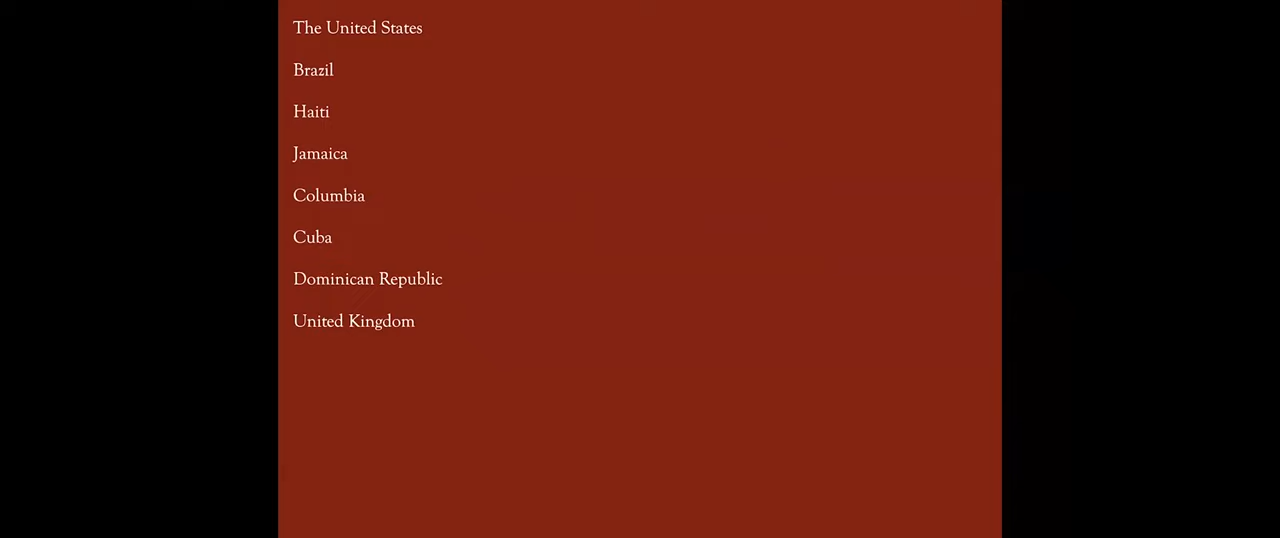 The United States
Brazil
Haiti
Jamaica
Columbia
Cuba
Dominican Republic
United Kingdom